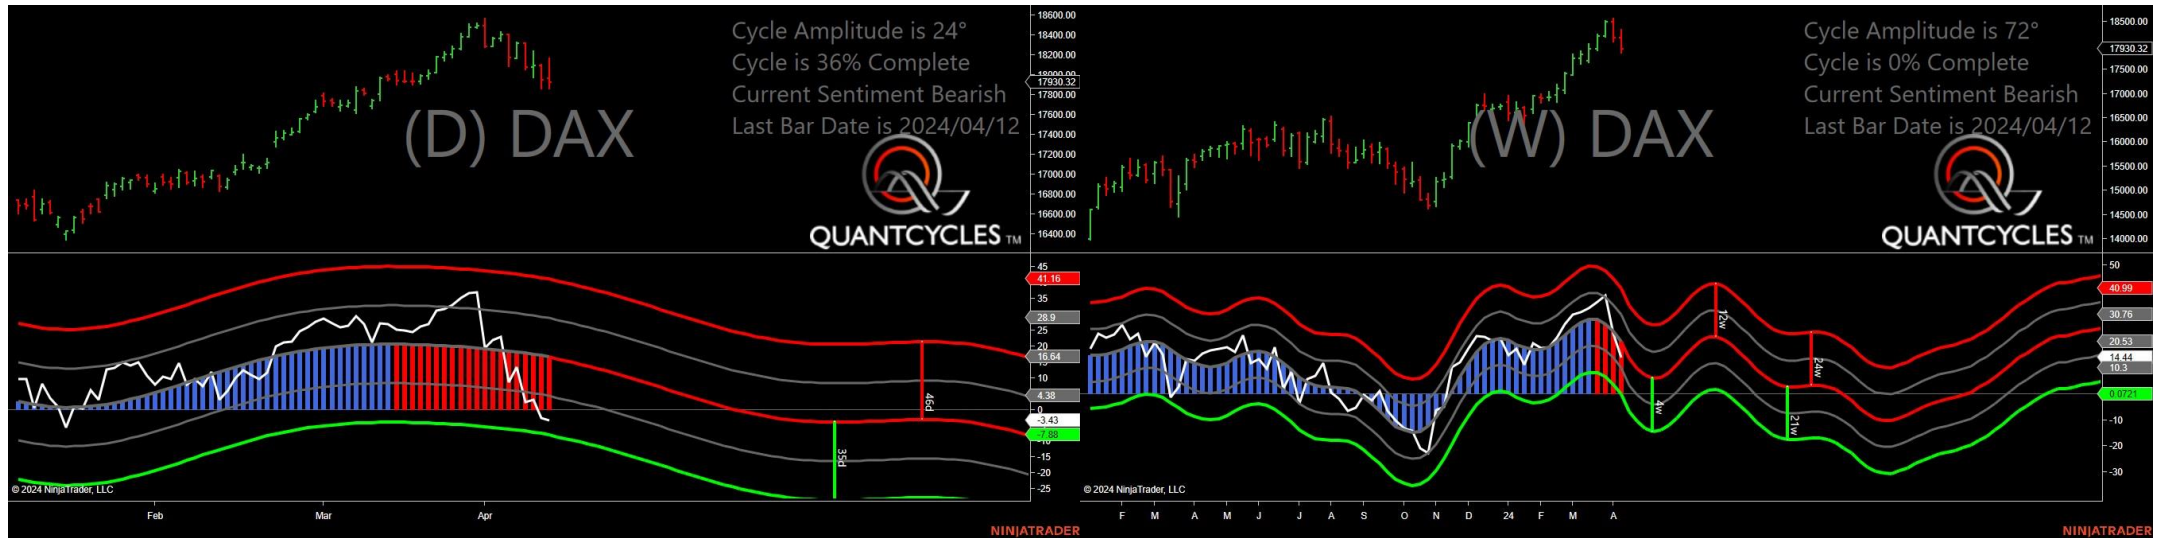 Cycle Amplitude is 24°
Cycle is 36% Complete
Current Sentiment Bearish
Last Bar Date is 2024/04/12
(D) DAX
QUANTCYCLES TM
18600.00
18400.00
18200.00
18000.00
17930.32
17800.00
17600.00
17400.00
17200.00
17000.00
16800.00
16600.00
16400.00
45
41.16
35
28.9
25
20
16.64
10
4.38
0
-3.43
-7.88
-15
-20
-25
46d
35d
© 2024 NinjaTrader, LLC
Feb Mar Apr
NINJATRADER
Cycle Amplitude is 72°
Cycle is 0% Complete
Current Sentiment Bearish
Last Bar Date is 2024/04/12
(W) DAX
QUANTCYCLES TM
18500.00
17930.32
17500.00
17000.00
16500.00
16000.00
15500.00
15000.00
14500.00
14000.00
50
40.99
30.76
20.53
14.44
10.3
0.0721
-10
-20
-30
12w
24w
4w
21w
© 2024 NinjaTrader, LLC
F M A M J J A S O N D 24 F M A
NINJATRADER